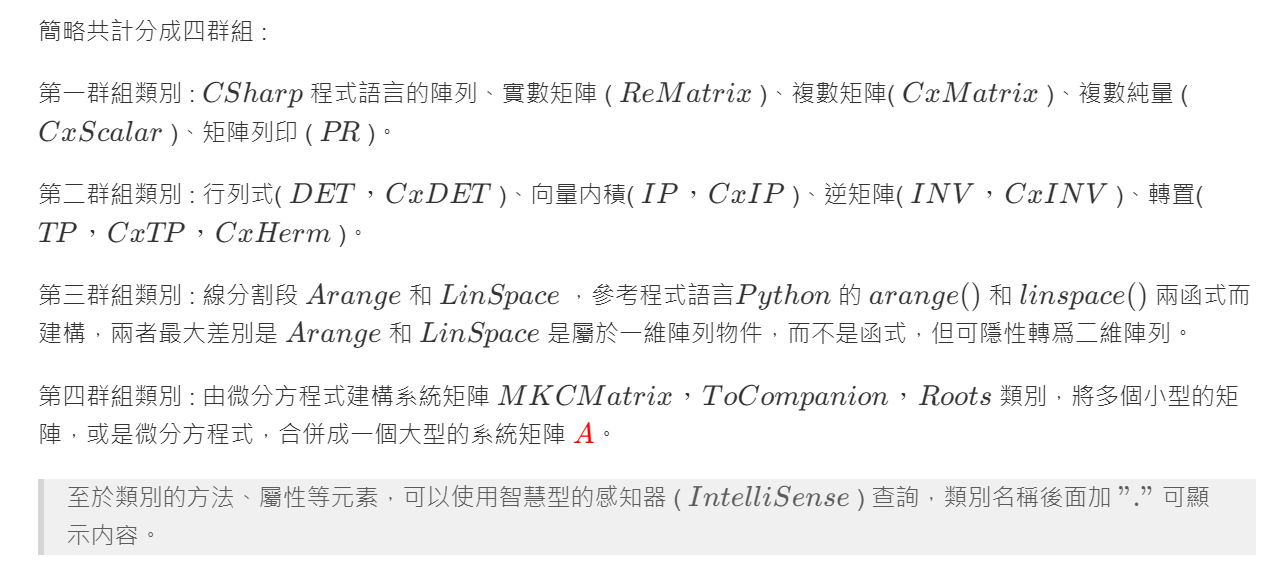 簡略共計分成四群組 :
第一群組類別 : CSharp 程式語言的陣列、實數矩陣 ( ReMatrix )、複數矩陣( CxMatrix )、複數純量 (
CxScalar )、矩陣列印 ( PR )。
第二群組類別 : 行列式( DET , CxDET )、向量內積( IP , CxIP )、逆矩陣( INV , CxINV )、轉置(
TP , CxTP , CxHerm )。
第三群組類別 : 線分割段 Arange 和 LinSpace ，參考程式語言Python 的 arange() 和 linspace() 兩函式而
建構，兩者最大差別是 Arange 和 LinSpace 是屬於一維陣列物件，而不是函式，但可隱性轉爲二維陣列。
第四群組類別 : 由微分方程式建構系統矩陣 MKCMatrix , ToCompanion , Roots 類別，將多個小型的矩
陣，或是微分方程式，合併成一個大型的系統矩陣 A。
至於類別的方法、屬性等元素，可以使用智慧型的感知器 ( IntelliSense ) 查詢，類別名稱後面加 ”.” 可顯
示內容。